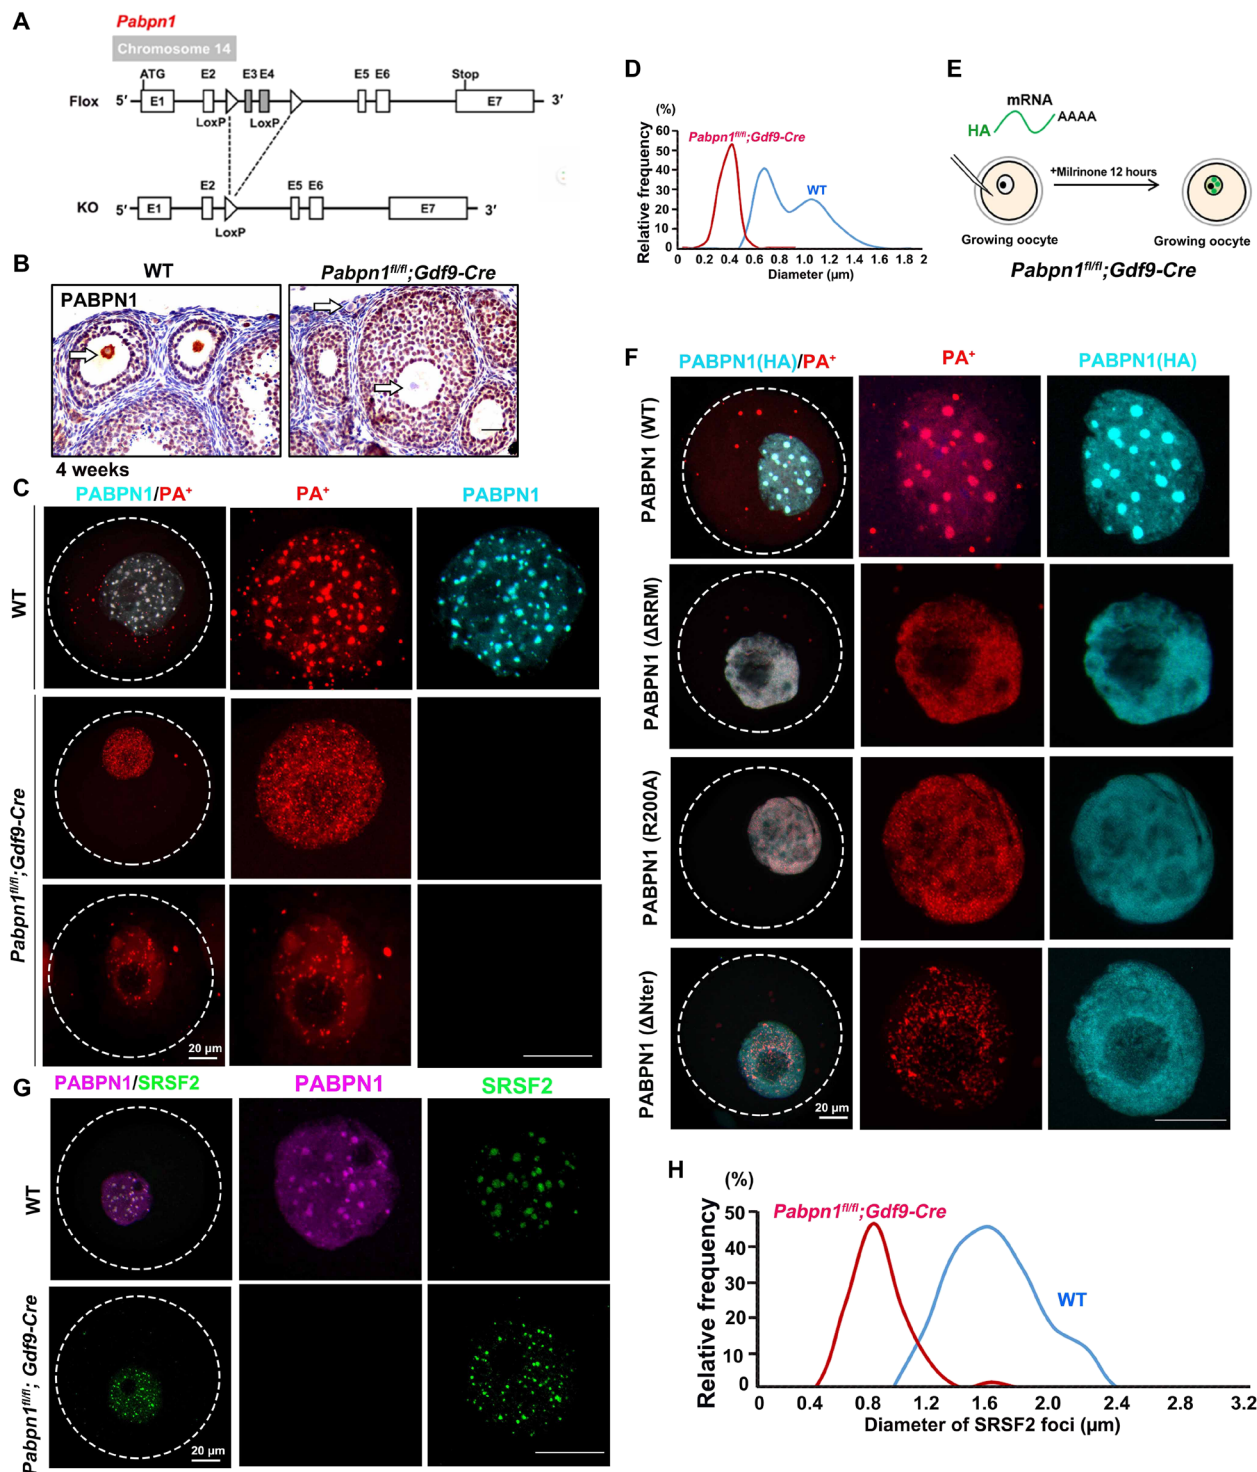 A
Pabpn1
Chromosome 14
ATG E2 E3 E4 E5 E6 Stop
Flox 5′ E1 E7 3′
LoxP LoxP
E2 E5 E6
KO 5′ E1 E7 3′
LoxP
B
WT Pabpn1fl/fl;Gdf9-Cre
PABPN1
4 weeks
C
PABPN1/PA+ PA+ PABPN1
WT
Pabpn1fl/fl;Gdf9-Cre
20 µm
D
(%)
Pabpn1fl/fl;Gdf9-Cre
WT
Relative frequency
60
50
40
30
20
10
0
0 0.2 0.4 0.6 0.8 1 1.2 1.4 1.6 1.8 2
Diameter (µm)
E
mRNA
HA AAAA
+Milrinone 12 hours
Growing oocyte Growing oocyte
Pabpn1fl/fl;Gdf9-Cre
F
PABPN1(HA)/PA+ PA+ PABPN1(HA)
PABPN1 (WT)
PABPN1 (ΔRRM)
PABPN1 (R200A)
PABPN1 (ΔNter)
20 µm
G
PABPN1/SRSF2 PABPN1 SRSF2
WT
Pabpn1fl/fl; Gdf9-Cre
20 µm
H
(%)
Pabpn1fl/fl;Gdf9-Cre
WT
Relative frequency
50
40
30
20
10
0
0 0.4 0.8 1.2 1.6 2.0 2.4 2.8 3.2
Diameter of SRSF2 foci (µm)